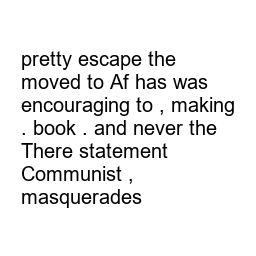 pretty escape the
moved to Af has was
encouraging to , making
. book . and never the
There statement
Communist ,
masquerades